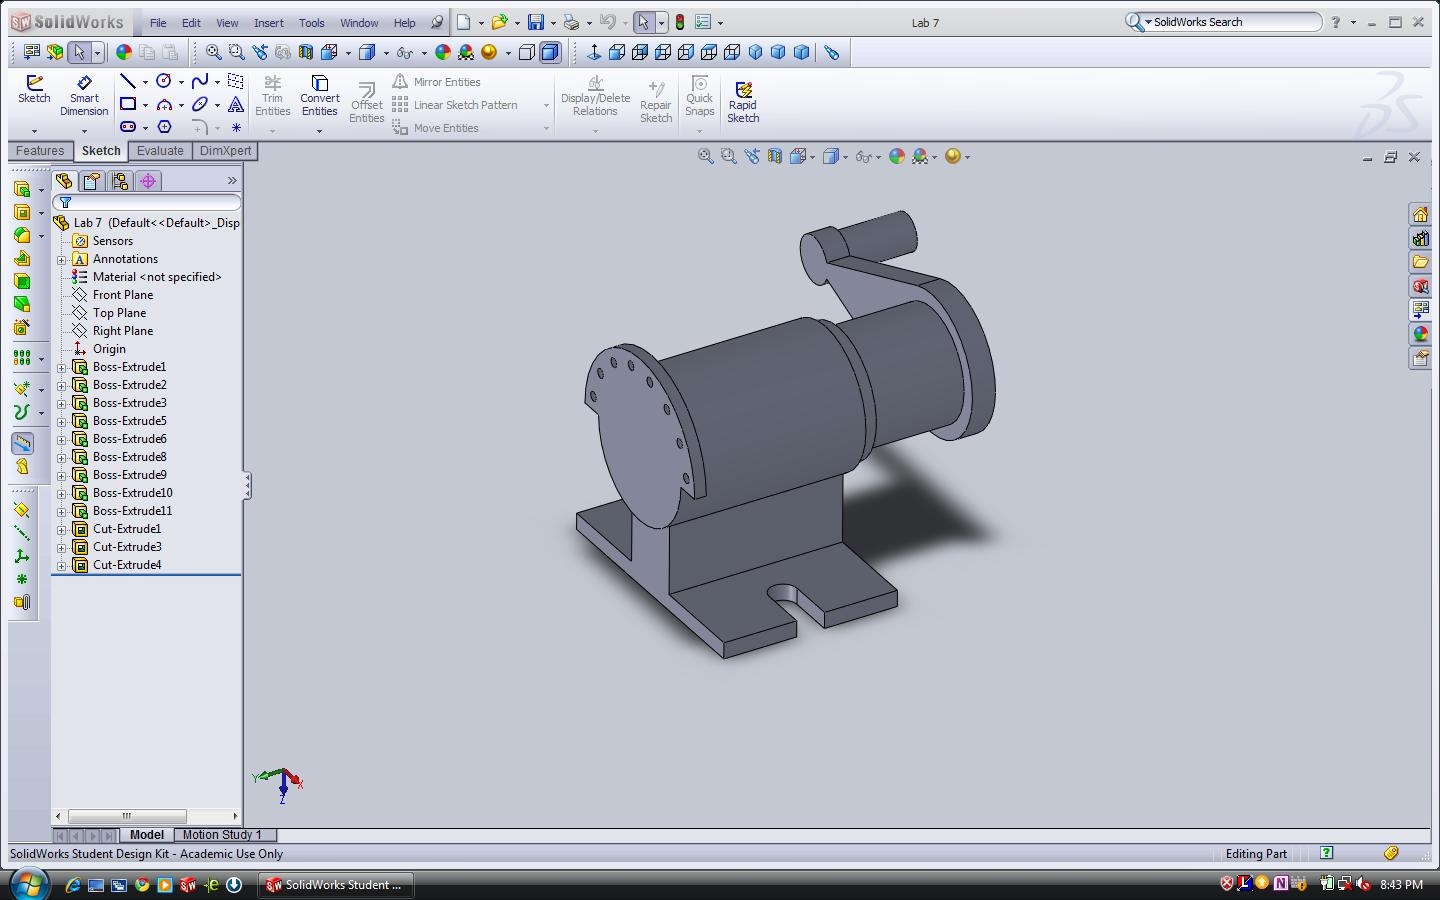 SolidWorks File Edit View Insert Tools Window Help Lab 7 SolidWorks Search
Sketch Smart Dimension Trim Entities Convert Entities Offset Entities Mirror Entities Linear Sketch Pattern Move Entities Display/Delete Relations Repair Sketch Quick Snaps Rapid Sketch
Features Sketch Evaluate DimXpert
Lab 7 (Default<<Default>_Disp
Sensors
Annotations
Material <not specified>
Front Plane
Top Plane
Right Plane
Origin
Boss-Extrude1
Boss-Extrude2
Boss-Extrude3
Boss-Extrude5
Boss-Extrude6
Boss-Extrude8
Boss-Extrude9
Boss-Extrude10
Boss-Extrude11
Cut-Extrude1
Cut-Extrude3
Cut-Extrude4
Y X
Z
Model Motion Study 1
SolidWorks Student Design Kit - Academic Use Only Editing Part
SolidWorks Student ... 8:43 PM